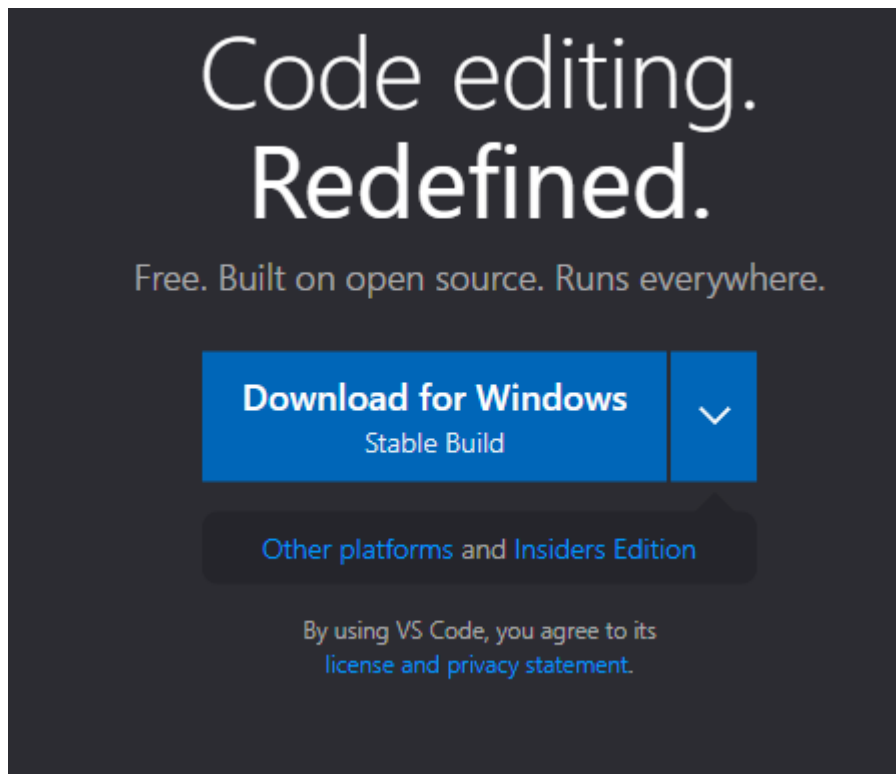 Code editing.
Redefined.
Free. Built on open source. Runs everywhere.
Download for Windows
Stable Build
Other platforms and Insiders Edition
By using VS Code, you agree to its
license and privacy statement.